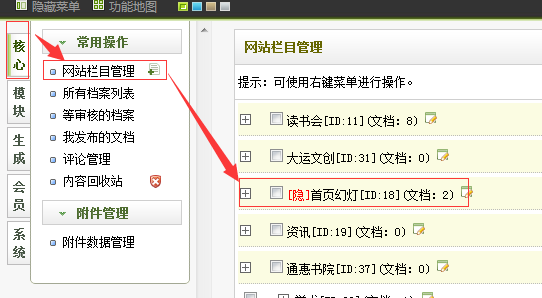 隐藏菜单 功能地图
核心
模块
生成
会员
系统
常用操作
网站栏目管理
所有档案列表
等审核的档案
我发布的文档
评论管理
内容回收站
附件管理
附件数据管理
网站栏目管理
提示：可使用右键菜单进行操作。
读书会[ID:11](文档：8)
大运文创[ID:31](文档：0)
[隐]首页幻灯[ID:18](文档：2)
资讯[ID:19](文档：0)
通惠书院[ID:37](文档：0)